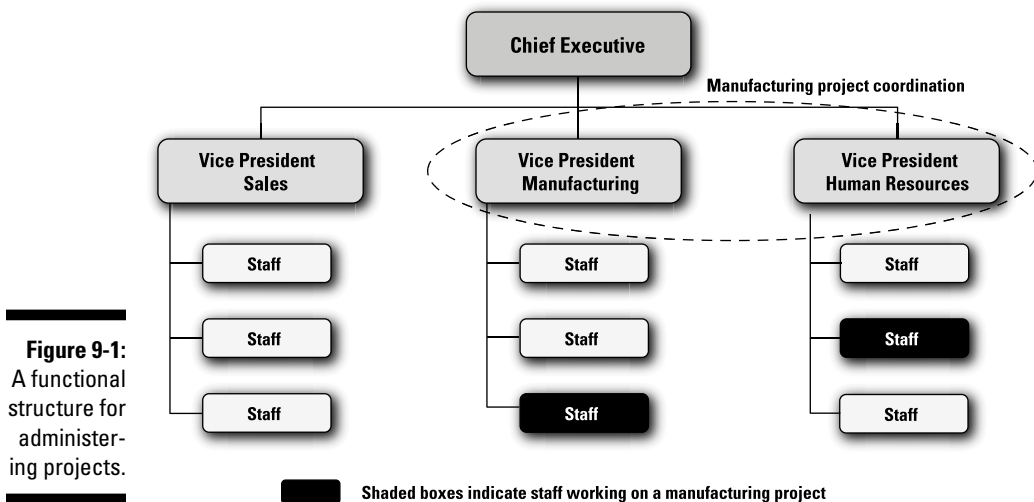 Chief Executive
Manufacturing project coordination
Vice President
Sales
Vice President
Manufacturing
Vice President
Human Resources
Staff
Staff
Staff
Staff
Staff
Staff
Staff
Staff
Staff
Figure 9-1:
A functional
structure for
administer-
ing projects.
Shaded boxes indicate staff working on a manufacturing project